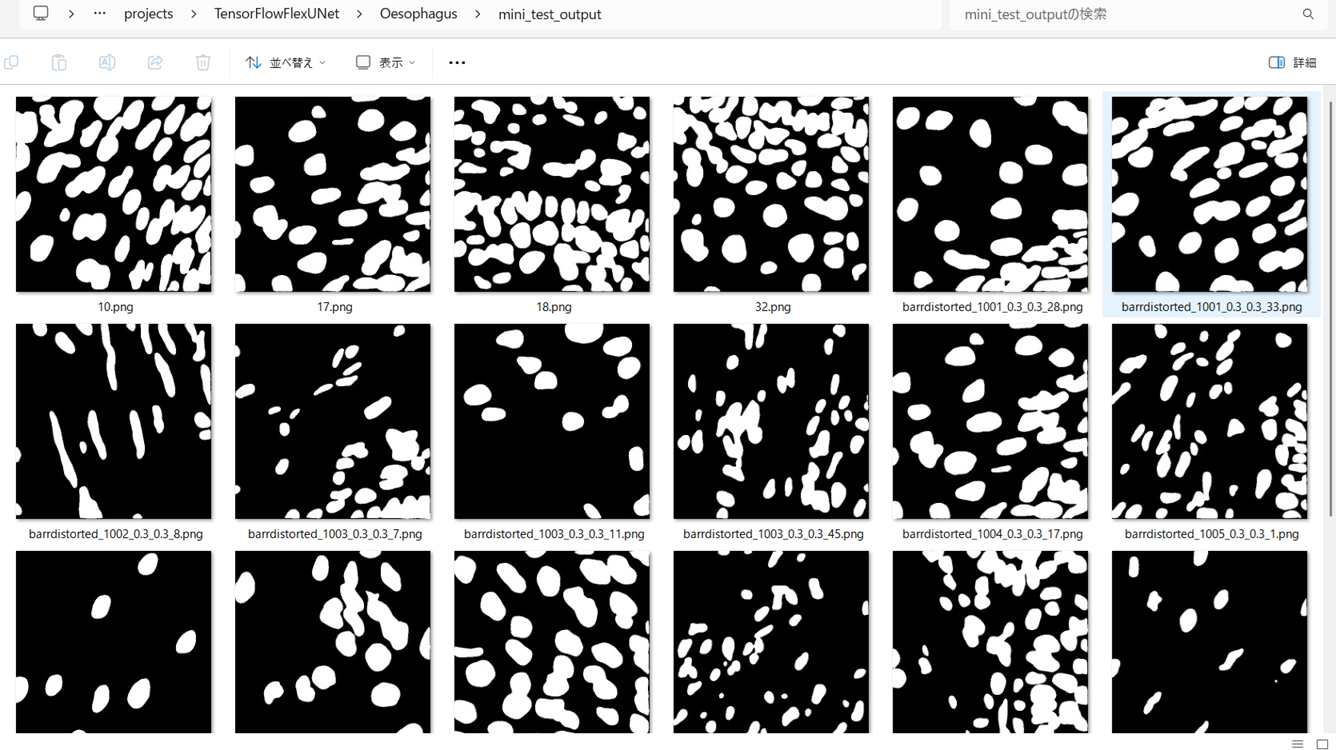 … projects TensorFlowFlexUNet Oesophagus mini_test_output mini_test_outputの検索
並べ替え 表示 … 詳細
10.png 17.png 18.png 32.png barrdistorted_1001_0.3_0.3_28.png barrdistorted_1001_0.3_0.3_33.png
barrdistorted_1002_0.3_0.3_8.png barrdistorted_1003_0.3_0.3_7.png barrdistorted_1003_0.3_0.3_11.png barrdistorted_1003_0.3_0.3_45.png barrdistorted_1004_0.3_0.3_17.png barrdistorted_1005_0.3_0.3_1.png